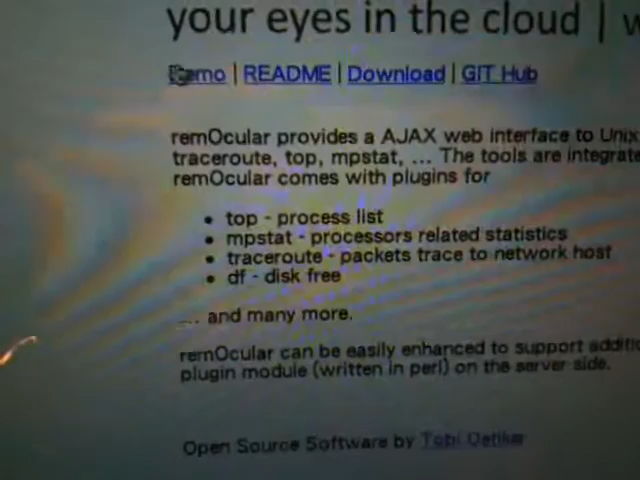 your eyes in the cloud | w
Demo | README | Download | GIT Hub
remOcular provides a AJAX web interface to Unix
traceroute, top, mpstat, ... The tools are integrate
remOcular comes with plugins for
• top - process list
• mpstat - processors related statistics
• traceroute - packets trace to network host
• df - disk free
... and many more.
remOcular can be easily enhanced to support additio
plugin module (written in perl) on the server side.
Open Source Software by Tobi Oetiker